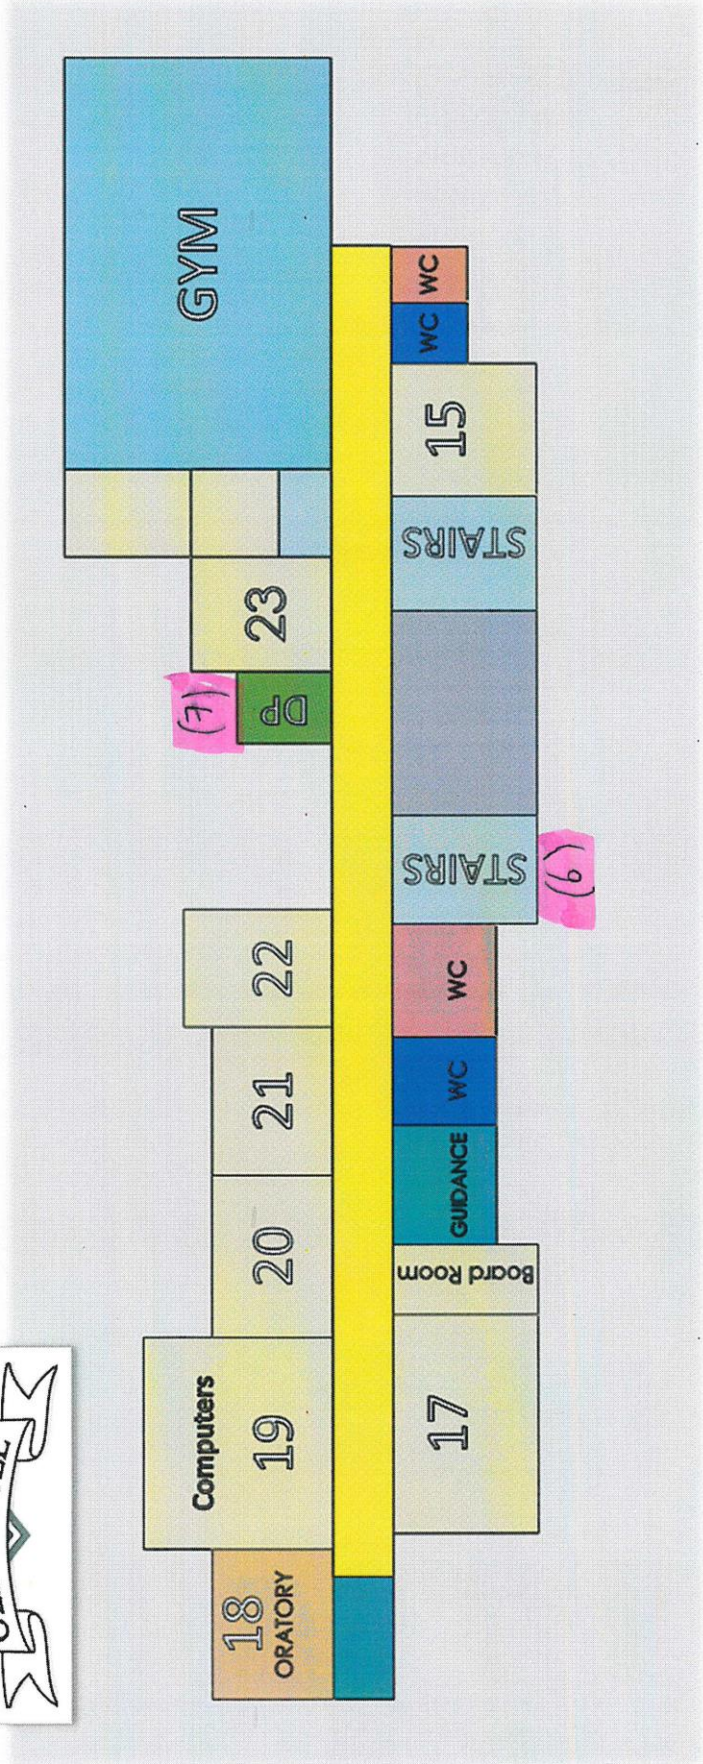 GYM
WC
WC
15
STAIRS
23
DP
(7)
STAIRS
(6)
22
WC
21
WC
GUIDANCE
20
Board Room
Computers
19
17
18
ORATORY